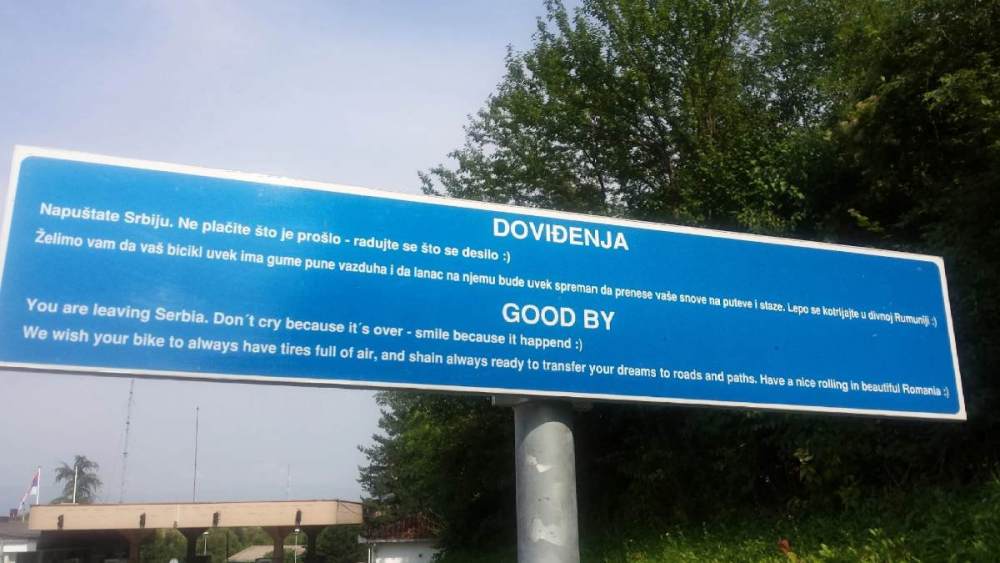 DOVIĐENJA
Napuštate Srbiju. Ne plačite što je prošlo - radujte se što se desilo :)
Želimo vam da vaš bicikl uvek ima gume pune vazduha i da lanac na njemu bude uvek spreman da prenese vaše snove na puteve i staze. Lepo se kotrljajte u divnoj Rumuniji :)
GOOD BY
You are leaving Serbia. Don´t cry because it´s over - smile because it happend :)
We wish your bike to always have tires full of air, and shain always ready to transfer your dreams to roads and paths. Have a nice rolling in beautiful Romania :)